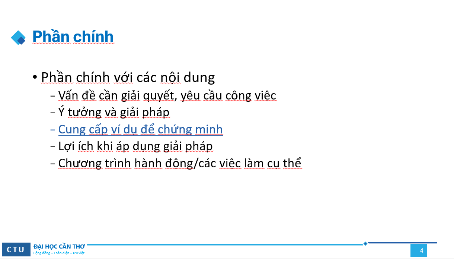 Phần chính
• Phần chính với các nội dung
– Vấn đề cần giải quyết, yêu cầu công việc
– Ý tưởng và giải pháp
– Cung cấp ví dụ để chứng minh
– Lợi ích khi áp dụng giải pháp
– Chương trình hành động/các việc làm cụ thể
CTU
ĐẠI HỌC CẦN THƠ
4